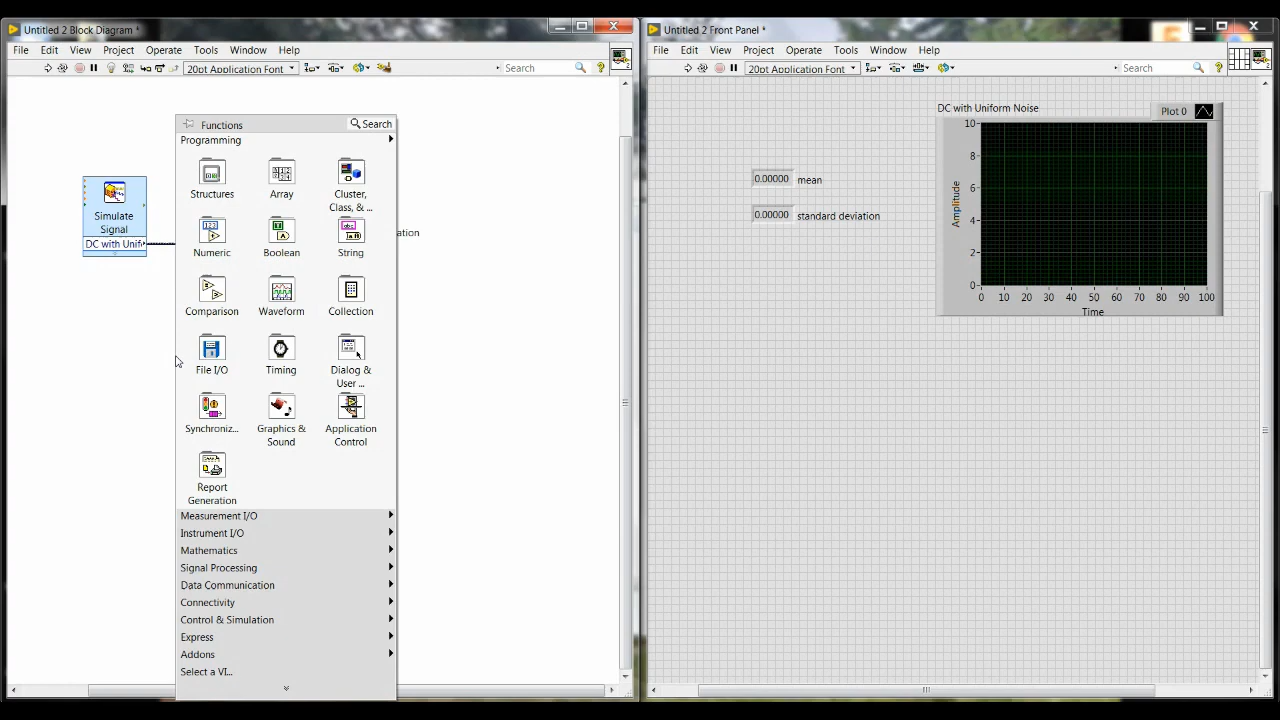 Untitled 2 Block Diagram *
File Edit View Project Operate Tools Window Help
20pt Application Font
Search
Functions
Search
Programming
Structures
Array
Cluster,
Class, & ...
Numeric
Boolean
String
Comparison
Waveform
Collection
File I/O
Timing
Dialog &
User ...
Synchroniz...
Graphics &
Sound
Application
Control
Report
Generation
Measurement I/O
Instrument I/O
Mathematics
Signal Processing
Data Communication
Connectivity
Control & Simulation
Express
Addons
Select a VI...
Simulate
Signal
DC with Unif
ation
Untitled 2 Front Panel *
File Edit View Project Operate Tools Window Help
20pt Application Font
Search
0.00000 mean
0.00000 standard deviation
DC with Uniform Noise
Plot 0
Amplitude
10
8
6
4
2
0
0 10 20 30 40 50 60 70 80 90 100
Time